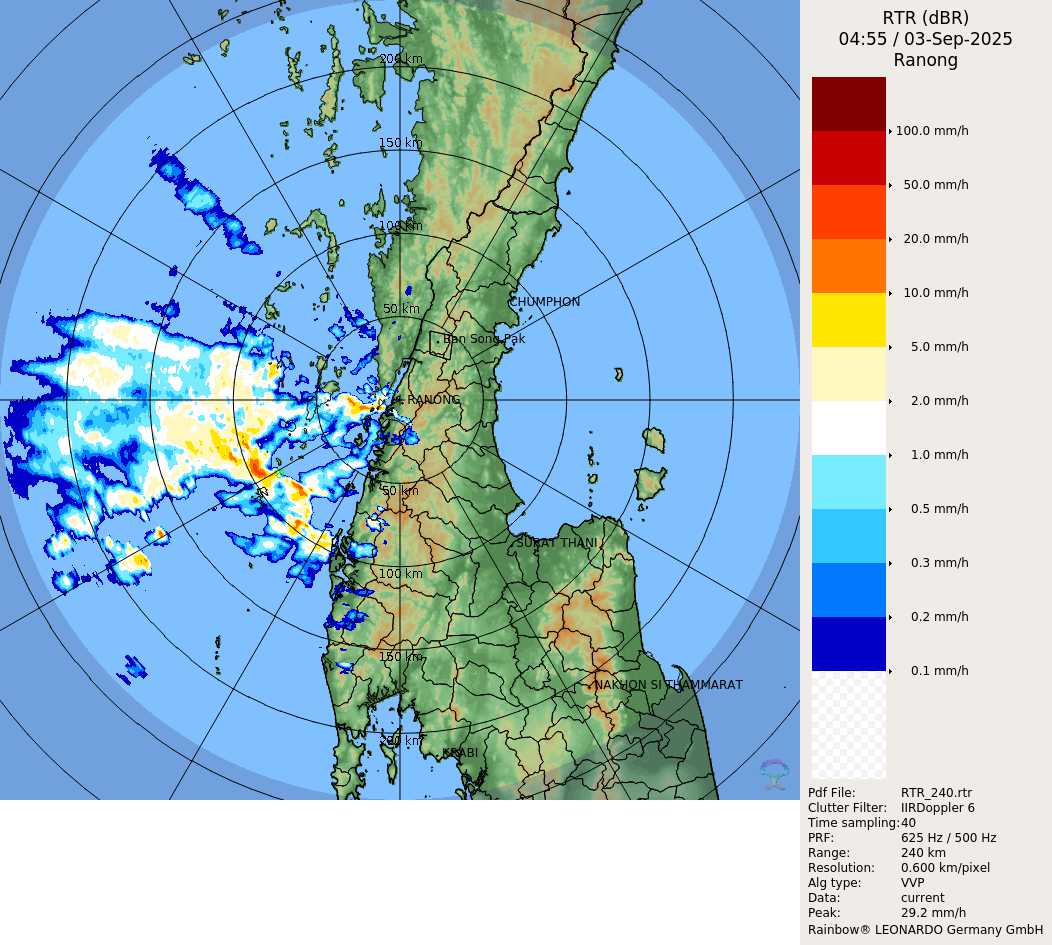 RTR (dBR)
04:55 / 03-Sep-2025
Ranong
200 km
150 km
100 km
50 km
CHUMPHON
Ban Song Pak
RANONG
50 km
SURAT THANI
100 km
150 km
NAKHON SI THAMMARAT
200 km
KRABI
100.0 mm/h
50.0 mm/h
20.0 mm/h
10.0 mm/h
5.0 mm/h
2.0 mm/h
1.0 mm/h
0.5 mm/h
0.3 mm/h
0.2 mm/h
0.1 mm/h
Pdf File: RTR_240.rtr
Clutter Filter: IIRDoppler 6
Time sampling:40
PRF: 625 Hz / 500 Hz
Range: 240 km
Resolution: 0.600 km/pixel
Alg type: VVP
Data: current
Peak: 29.2 mm/h
Rainbow® LEONARDO Germany GmbH